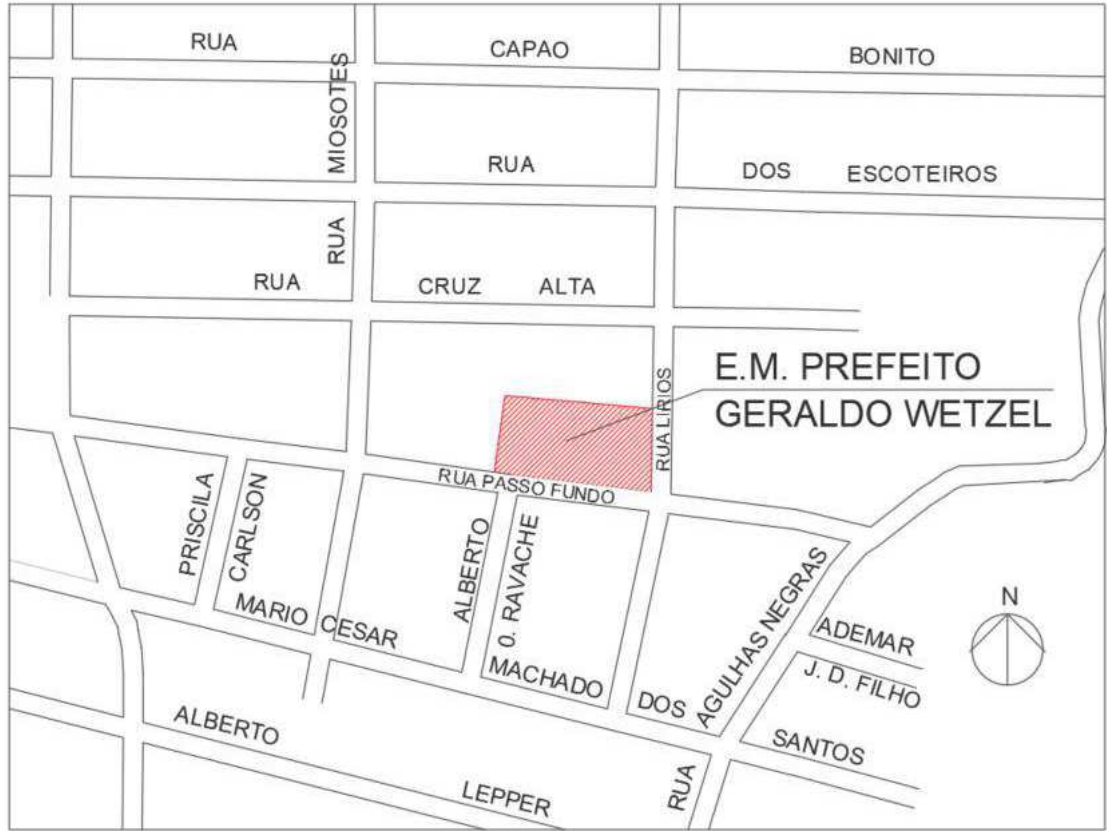 RUA CAPAO BONITO
RUA MIOSOTES
RUA DOS ESCOTEIROS
RUA CRUZ ALTA
E.M. PREFEITO
GERALDO WETZEL
RUA LIRIOS
RUA PASSO FUNDO
PRISCILA
CARLSON
ALBERTO
O. RAVACHE
MARIO CESAR MACHADO DOS SANTOS
RUA AGULHAS NEGRAS
ADEMAR
J. D. FILHO
N
ALBERTO LEPPER